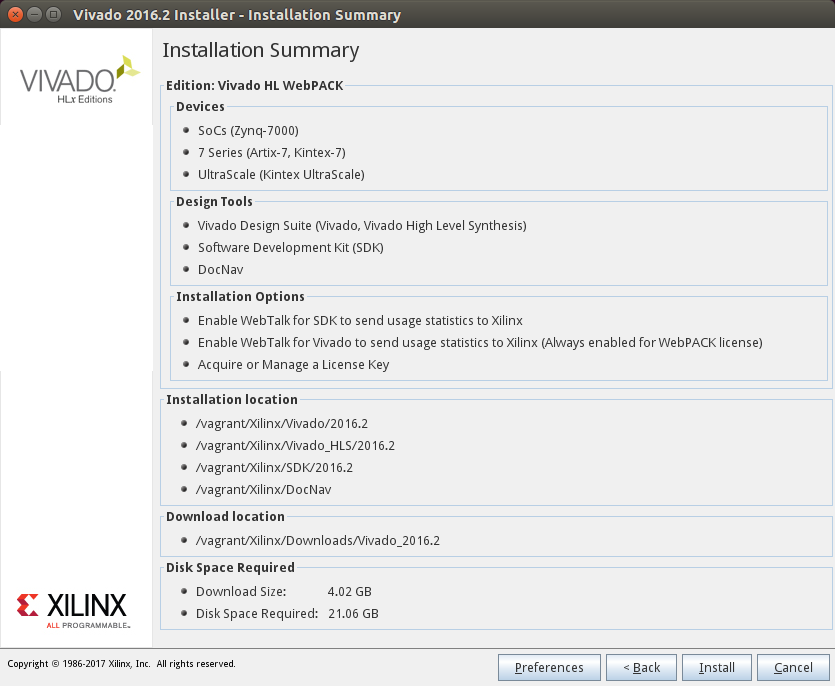 Vivado 2016.2 Installer - Installation Summary
VIVADO.
HLx Editions
Installation Summary
Edition: Vivado HL WebPACK
Devices
SoCs (Zynq-7000)
7 Series (Artix-7, Kintex-7)
UltraScale (Kintex UltraScale)
Design Tools
Vivado Design Suite (Vivado, Vivado High Level Synthesis)
Software Development Kit (SDK)
DocNav
Installation Options
Enable WebTalk for SDK to send usage statistics to Xilinx
Enable WebTalk for Vivado to send usage statistics to Xilinx (Always enabled for WebPACK license)
Acquire or Manage a License Key
Installation location
/vagrant/Xilinx/Vivado/2016.2
/vagrant/Xilinx/Vivado_HLS/2016.2
/vagrant/Xilinx/SDK/2016.2
/vagrant/Xilinx/DocNav
Download location
/vagrant/Xilinx/Downloads/Vivado_2016.2
Disk Space Required
Download Size: 4.02 GB
Disk Space Required: 21.06 GB
XILINX
ALL PROGRAMMABLE™
Copyright © 1986-2017 Xilinx, Inc. All rights reserved.
Preferences < Back Install Cancel